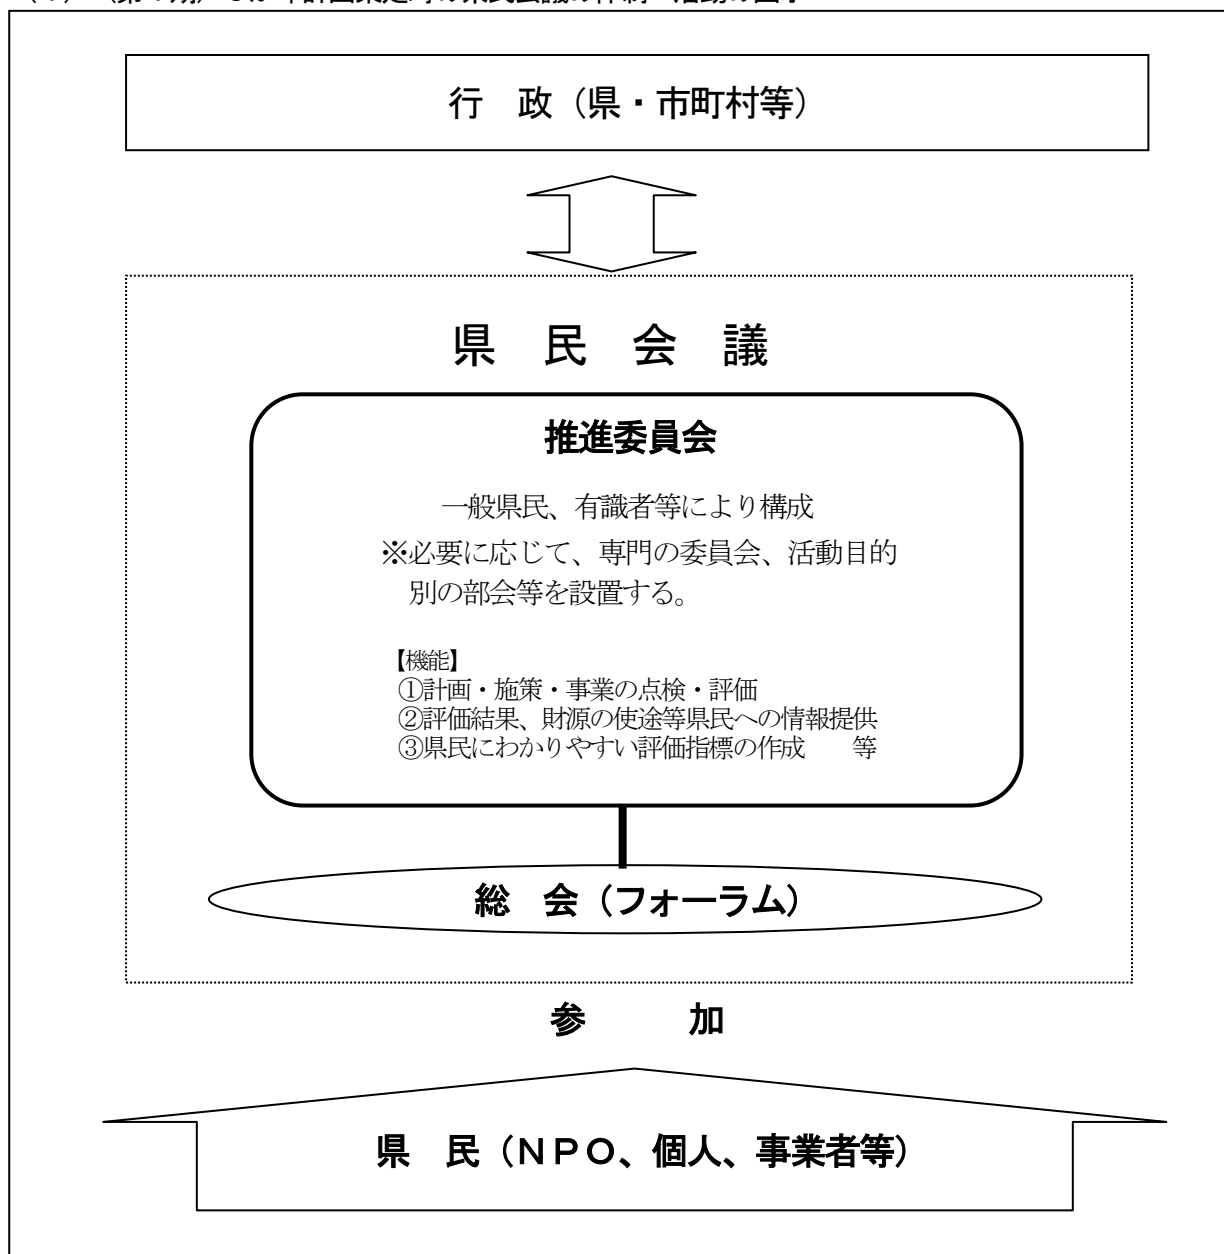 行　政（県・市町村等）
県　民　会　議
推進委員会
一般県民、有識者等により構成
※必要に応じて、専門の委員会、活動目的
別の部会等を設置する。
【機能】
①計画・施策・事業の点検・評価
②評価結果、財源の使途等県民への情報提供
③県民にわかりやすい評価指標の作成　　等
総　会（フォーラム）
参　　　加
県　民（ＮＰＯ、個人、事業者等）